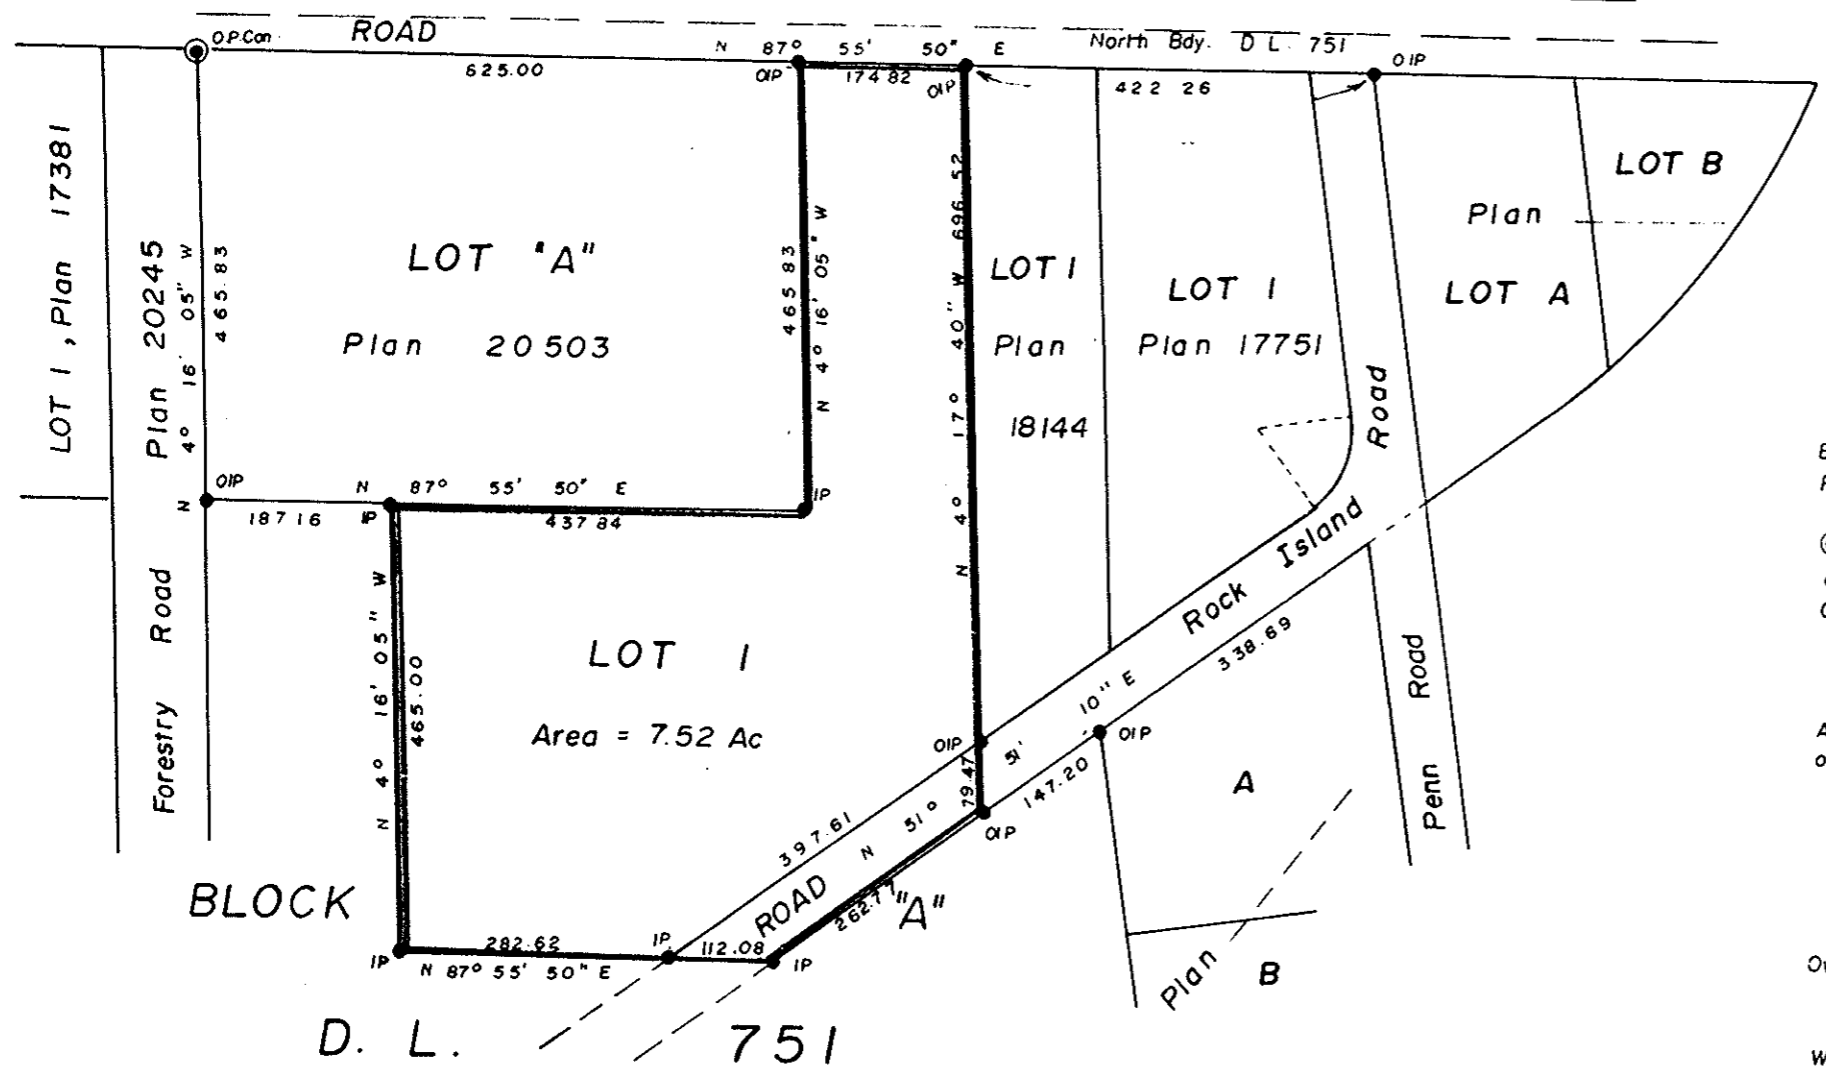 O.P.Con
ROAD
N 87° 55' 50" E
North Bdy. D L. 751
OIP
625.00
OIP
174 82
OIP
422 26
LOT 1, Plan 17381
Plan 20245
Forestry Road
N 4° 16' 05" W
465.83
LOT "A"
Plan 20503
465 83
N 4° 16' 05" W
N 4° 17' 40" W 696.52
LOT 1
Plan
18144
LOT 1
Plan 17751
Road
LOT B
Plan
LOT A
OIP
N 87° 55' 50" E
IP
187 16
IP
437 84
N 4° 16' 05" W
465.00
LOT 1
Area = 7.52 Ac
Rock Island
338.69
OIP
79.47
N 51° 51' 10" E
OIP
147.20
OIP
Penn Road
A
397.61
ROAD
262.77
"A"
BLOCK
IP
282.62
IP
112.08
IP
N 87° 55' 50" E
Plan
B
D. L. 751